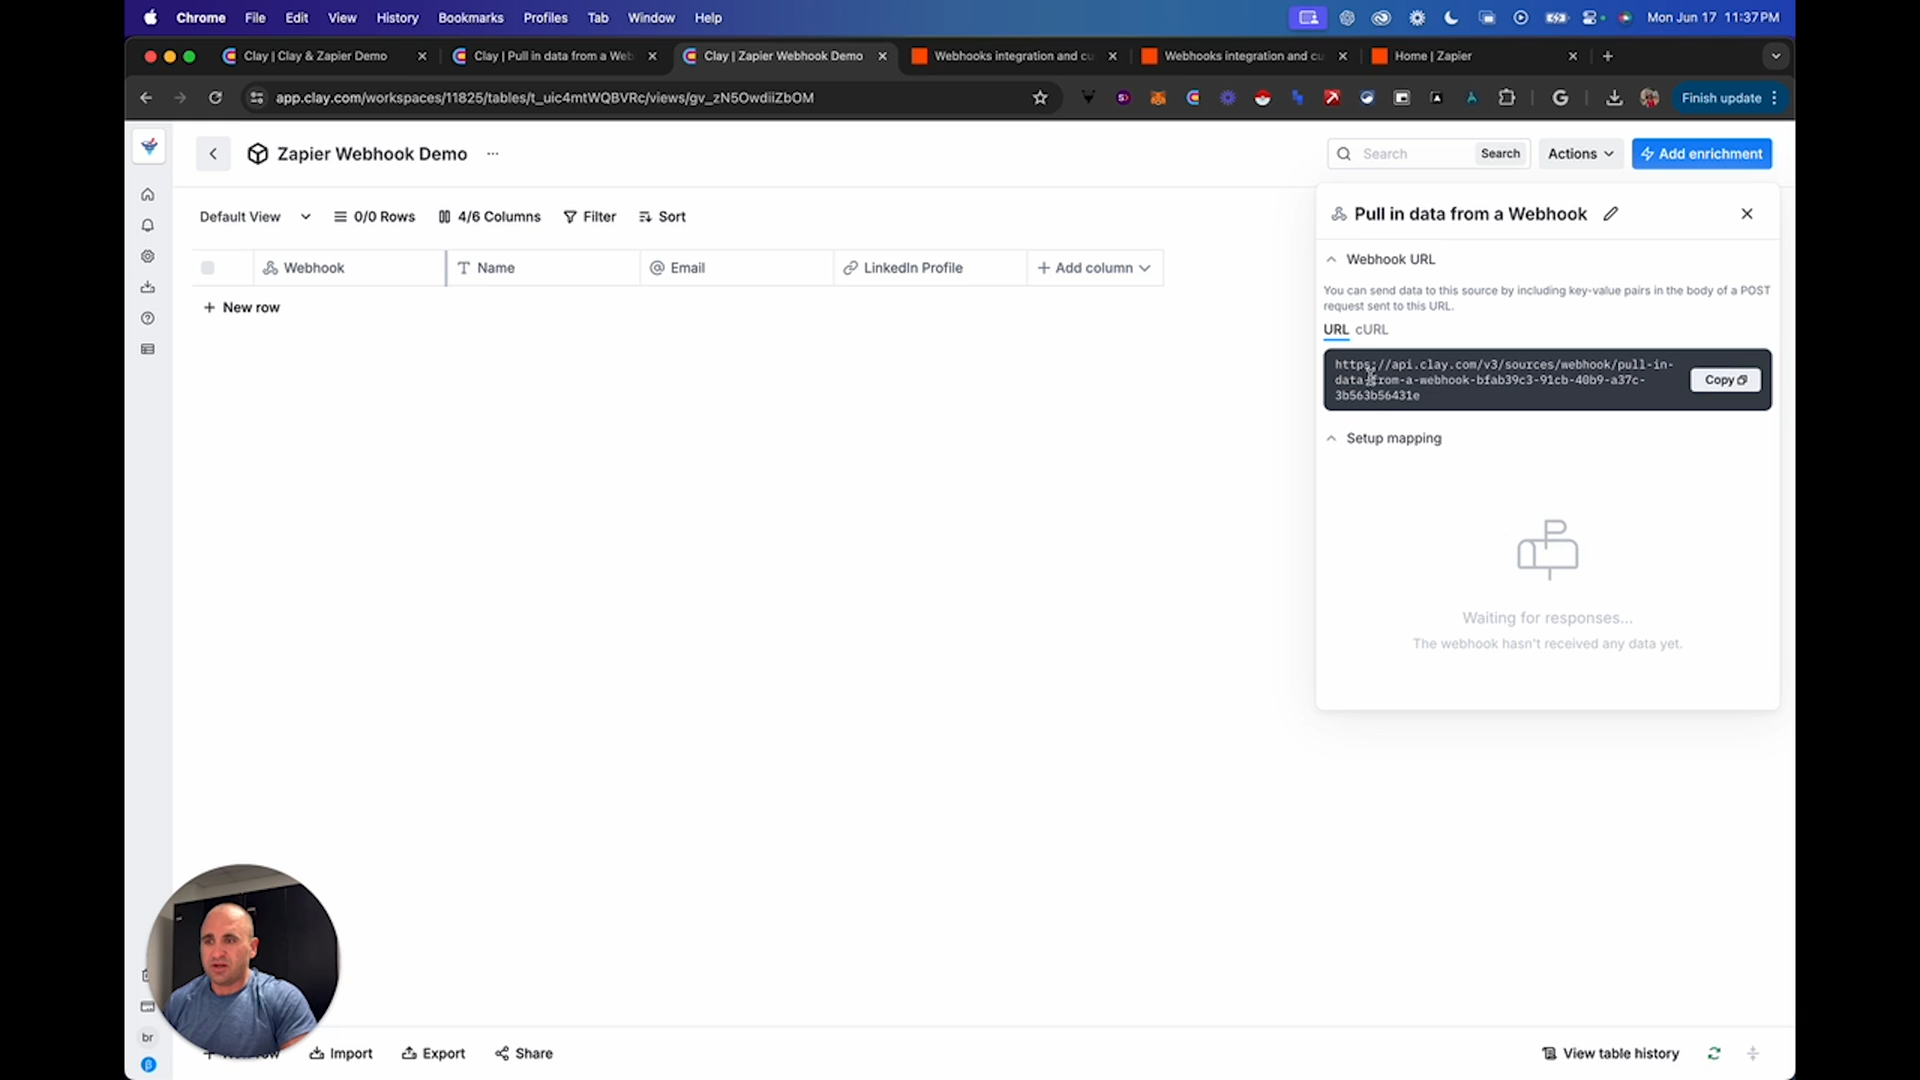 Chrome File Edit View History Bookmarks Profiles Tab Window Help Mon Jun 17 11:37 PM
Clay | Clay & Zapier Demo Clay | Pull in data from a Web Clay | Zapier Webhook Demo Webhooks integration and cu Webhooks integration and cu Home | Zapier
app.clay.com/workspaces/11825/tables/t_uic4mtWQBVRc/views/gv_zN5OwdiiZbOM Finish update
Zapier Webhook Demo ... Search Search Actions Add enrichment
Default View 0/0 Rows 4/6 Columns Filter Sort
Webhook Name Email LinkedIn Profile + Add column
+ New row
Pull in data from a Webhook
Webhook URL
You can send data to this source by including key-value pairs in the body of a POST
request sent to this URL.
URL cURL
https://api.clay.com/v3/sources/webhook/pull-in-
data-from-a-webhook-bfab39c3-91cb-40b9-a37c-
3b563b56431e
Copy
Setup mapping
Waiting for responses...
The webhook hasn't received any data yet.
br
Import Export Share View table history